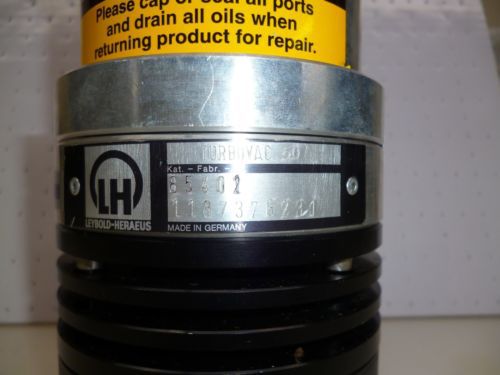 Please cap or seal all ports
and drain all oils when
returning product for repair.
TURBOVAC 50
Kat. - Fabr. -
85401
LH
LEYBOLD-HERAEUS
MADE IN GERMANY